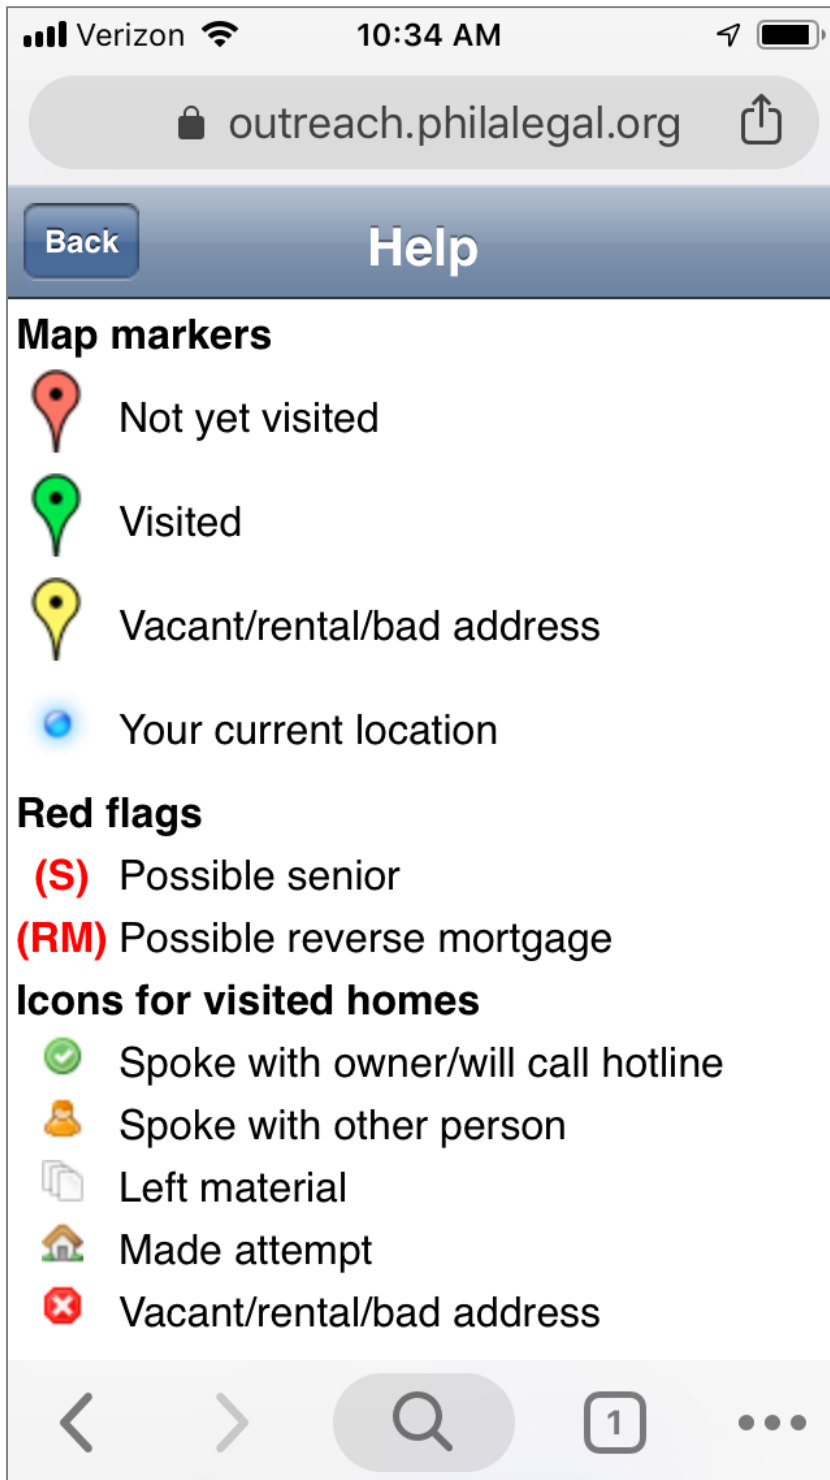 Verizon 10:34 AM
outreach.philalegal.org
Back Help
Map markers
Not yet visited
Visited
Vacant/rental/bad address
Your current location
Red flags
(S) Possible senior
(RM) Possible reverse mortgage
Icons for visited homes
Spoke with owner/will call hotline
Spoke with other person
Left material
Made attempt
Vacant/rental/bad address
1